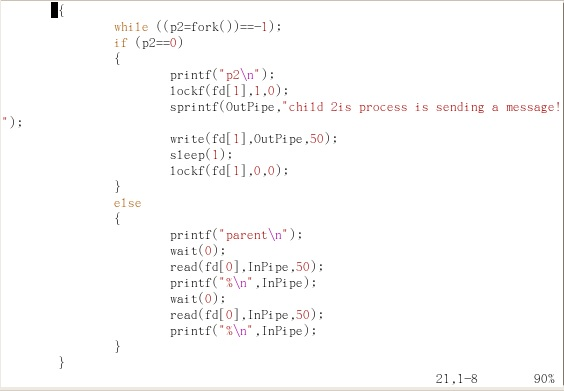 {
while ((p2=fork())==-1);
if (p2==0)
{
printf("p2\n");
lockf(fd[1],1,0);
sprintf(OutPipe,"child 2is process is sending a message!
");
write(fd[1],OutPipe,50);
sleep(1);
lockf(fd[1],0,0);
}
else
{
printf("parent\n");
wait(0);
read(fd[0],InPipe,50);
printf("%\n",InPipe);
wait(0);
read(fd[0],InPipe,50);
printf("%\n",InPipe);
}
}
21,1-8 90%